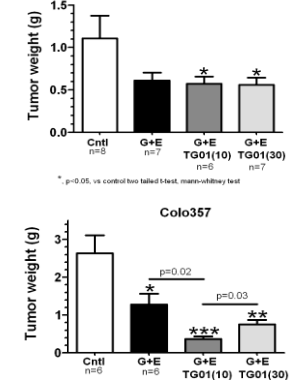 Tumor weight (g)
1.5
1.0
0.5
0.0
* *
Cntl G+E G+E G+E
TG01(10) TG01(30)
n=8 n=7 n=6 n=7
*, p<0.05, vs control two tailed t-test, mann-whitney test
Colo357
Tumor weight (g)
3
2
1
0
p=0.02
p=0.03
* *** **
Cntl G+E G+E G+E
TG01(10) TG01(30)
n=6 n=6